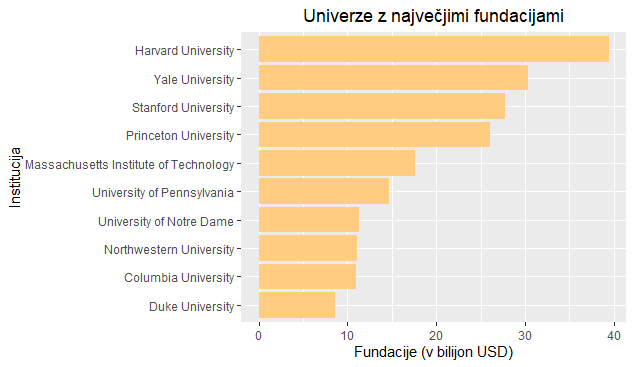 Univerze z največjimi fundacijami
Institucija
Harvard University
Yale University
Stanford University
Princeton University
Massachusetts Institute of Technology
University of Pennsylvania
University of Notre Dame
Northwestern University
Columbia University
Duke University
0 10 20 30 40
Fundacije (v bilijon USD)